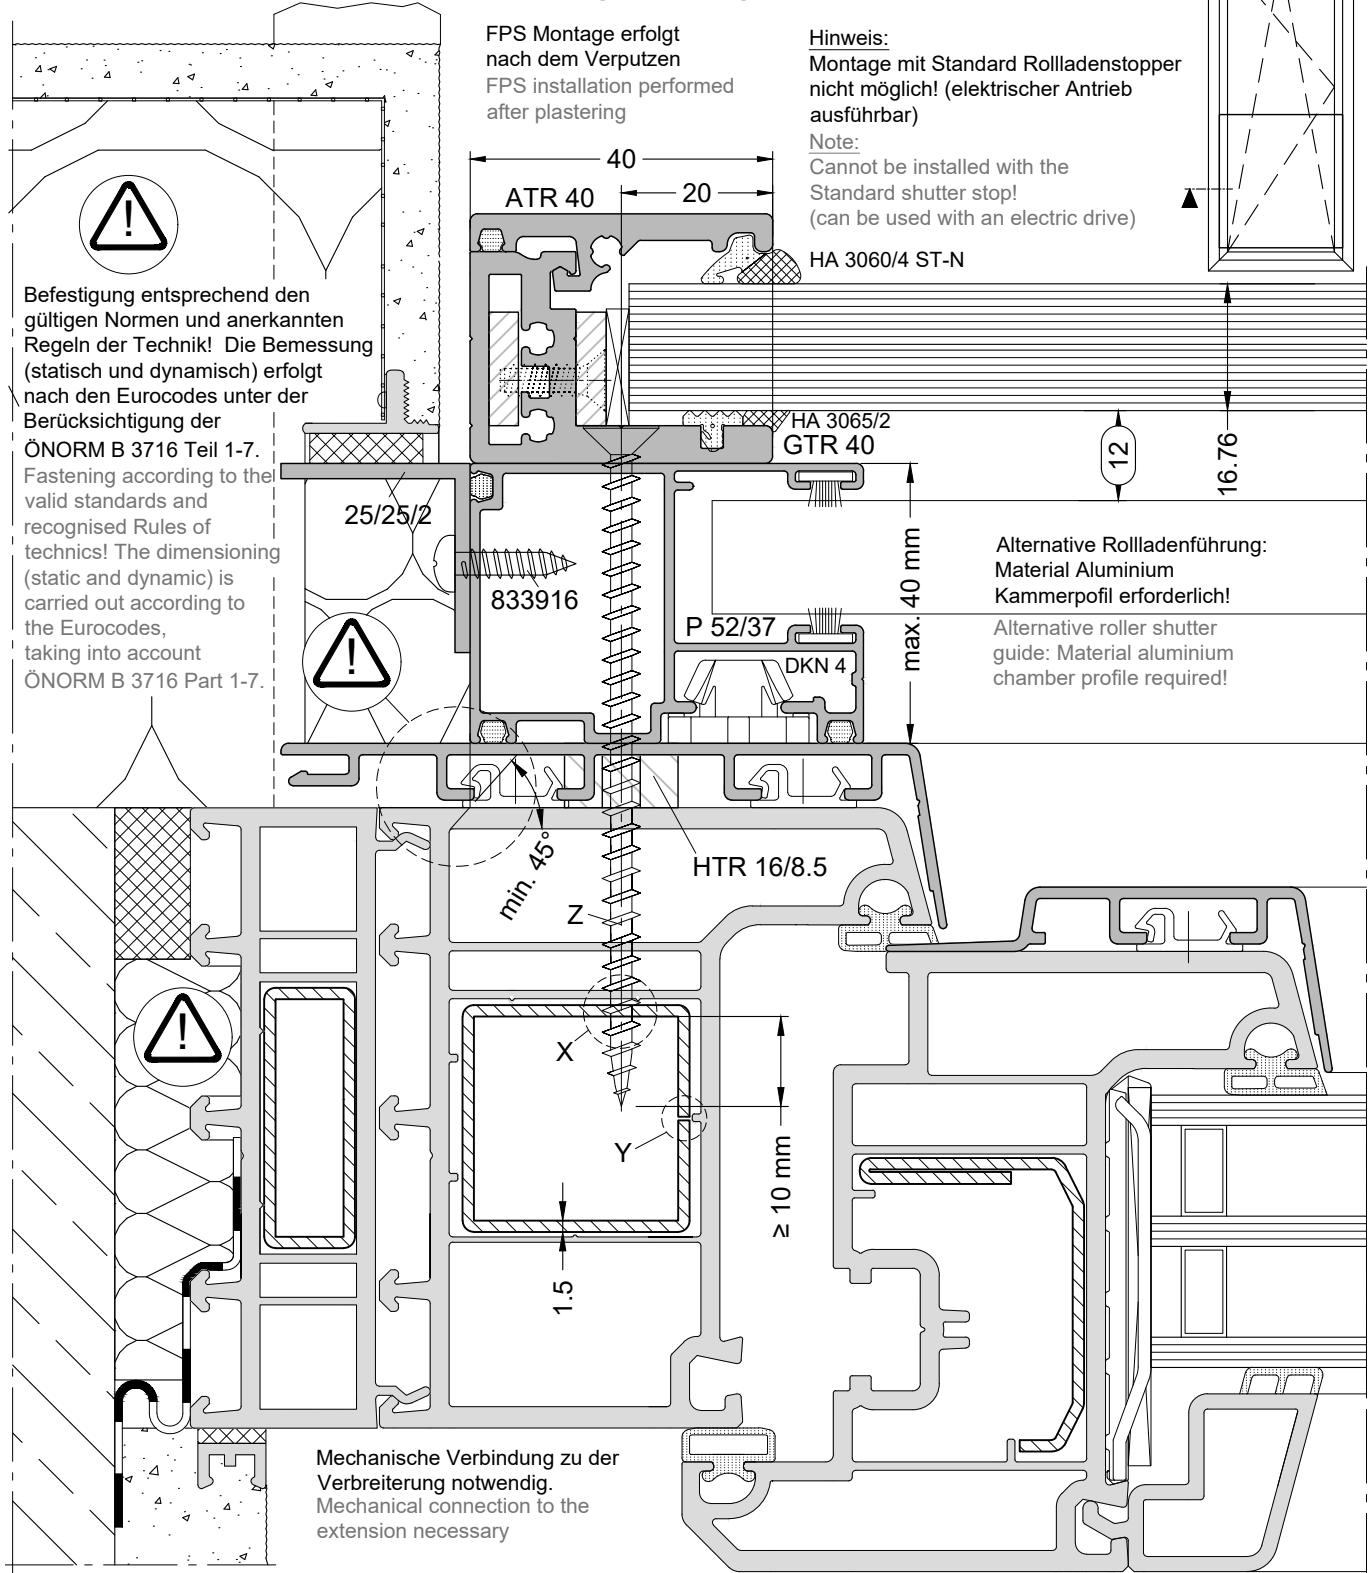 FPS Montage erfolgt
nach dem Verputzen
FPS installation performed
after plastering
Hinweis:
Montage mit Standard Rollladenstopper
nicht möglich! (elektrischer Antrieb
ausführbar)
Note:
Cannot be installed with the
Standard shutter stop!
(can be used with an electric drive)
40
20
ATR 40
HA 3060/4 ST-N
Befestigung entsprechend den
gültigen Normen und anerkannten
Regeln der Technik! Die Bemessung
(statisch und dynamisch) erfolgt
nach den Eurocodes unter der
Berücksichtigung der
ÖNORM B 3716 Teil 1-7.
Fastening according to the
valid standards and
recognised Rules of
technics! The dimensioning
(static and dynamic) is
carried out according to
the Eurocodes,
taking into account
ÖNORM B 3716 Part 1-7.
!
HA 3065/2
GTR 40
12
16.76
25/25/2
833916
P 52/37
DKN 4
max. 40 mm
Alternative Rollladenführung:
Material Aluminium
Kammerpofil erforderlich!
Alternative roller shutter
guide: Material aluminium
chamber profile required!
!
min. 45°
HTR 16/8.5
Z
!
X
Y
≥ 10 mm
1.5
Mechanische Verbindung zu der
Verbreiterung notwendig.
Mechanical connection to the
extension necessary